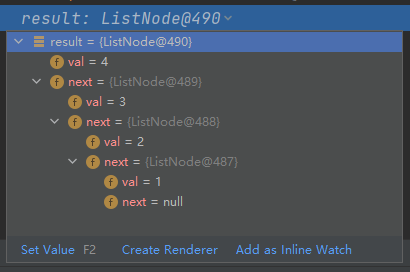 result: ListNode@490
result = {ListNode@490}
f val = 4
f next = {ListNode@489}
f val = 3
f next = {ListNode@488}
f val = 2
f next = {ListNode@487}
f val = 1
f next = null
Set Value F2 Create Renderer Add as Inline Watch